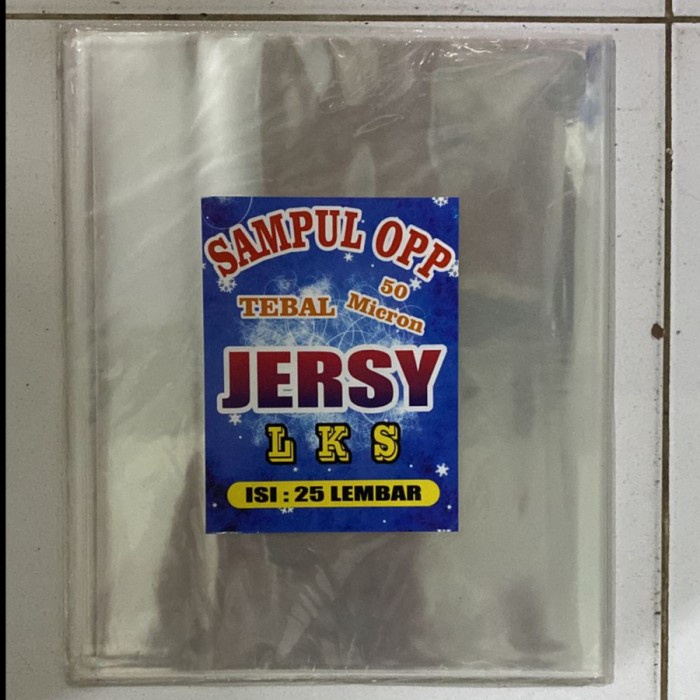 SAMPUL OPP
TEBAL 50 Micron
JERSY
LKS
ISI : 25 LEMBAR